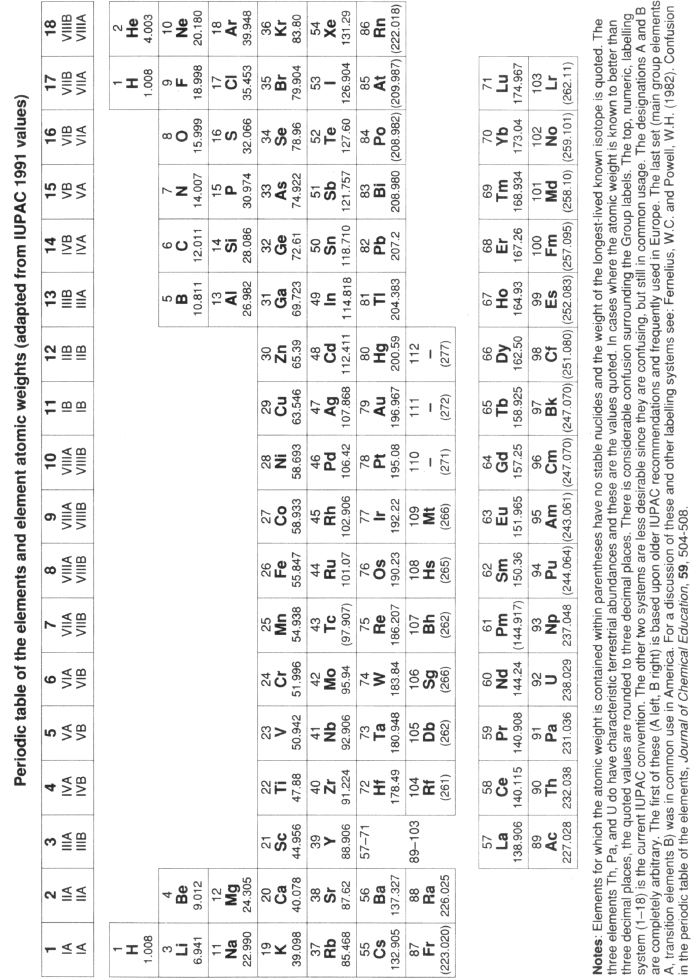 Periodic table of the elements and element atomic weights (adapted from IUPAC 1991 values)
1 2 3 4 5 6 7 8 9 10 11 12 13 14 15 16 17 18
IA IIA IIIA IVA VA VIA VIIA VIIIA VIIIA VIIIA IB IIB IIIB IVB VB VIB VIIB VIIIB
IA IIA IIIB IVB VB VIB VIIB VIIIB VIIIB VIIIB IB IIB IIIA IVA VA VIA VIIA VIIIA
1 1 2
H H He
1.008 1.008 4.003
3 4 5 6 7 8 9 10
Li Be B C N O F Ne
6.941 9.012 10.811 12.011 14.007 15.999 18.998 20.180
11 12 13 14 15 16 17 18
Na Mg Al Si P S Cl Ar
22.990 24.305 26.982 28.086 30.974 32.066 35.453 39.948
19 20 21 22 23 24 25 26 27 28 29 30 31 32 33 34 35 36
K Ca Sc Ti V Cr Mn Fe Co Ni Cu Zn Ga Ge As Se Br Kr
39.098 40.078 44.956 47.88 50.942 51.996 54.938 55.847 58.933 58.693 63.546 65.39 69.723 72.61 74.922 78.96 79.904 83.80
37 38 39 40 41 42 43 44 45 46 47 48 49 50 51 52 53 54
Rb Sr Y Zr Nb Mo Tc Ru Rh Pd Ag Cd In Sn Sb Te I Xe
85.468 87.62 88.906 91.224 92.906 95.94 (97.907) 101.07 102.906 106.42 107.868 112.411 114.818 118.710 121.757 127.60 126.904 131.29
55 56 57–71 72 73 74 75 76 77 78 79 80 81 82 83 84 85 86
Cs Ba Hf Ta W Re Os Ir Pt Au Hg Tl Pb Bi Po At Rn
132.905 137.327 178.49 180.948 183.84 186.207 190.23 192.22 195.08 196.967 200.59 204.383 207.2 208.980 (208.982) (209.987) (222.018)
87 88 89–103 104 105 106 107 108 109 110 111 112
Fr Ra Rf Db Sg Bh Hs Mt – – –
(223.020) 226.025 (261) (262) (266) (262) (265) (266) (271) (272) (277)
57 58 59 60 61 62 63 64 65 66 67 68 69 70 71
La Ce Pr Nd Pm Sm Eu Gd Tb Dy Ho Er Tm Yb Lu
138.906 140.115 140.908 144.24 (144.917) 150.36 151.965 157.25 158.925 162.50 164.93 167.26 168.934 173.04 174.967
89 90 91 92 93 94 95 96 97 98 99 100 101 102 103
Ac Th Pa U Np Pu Am Cm Bk Cf Es Fm Md No Lr
227.028 232.038 231.036 238.029 237.048 (244.064) (243.061) (247.070) (247.070) (251.080) (252.083) (257.095) (258.10) (259.101) (262.11)
Notes: Elements for which the atomic weight is contained within parentheses have no stable nuclides and the weight of the longest-lived known isotope is quoted. The
three elements Th, Pa, and U do have characteristic terrestrial abundances and these are the values quoted. In cases where the atomic weight is known to better than
three decimal places, the quoted values are rounded to three decimal places. There is considerable confusion surrounding the Group labels. The top, numeric, labelling
system (1–18) is the current IUPAC convention. The other two systems are less desirable since they are confusing, but still in common usage. The designations A and B
are completely arbitrary. The first of these (A left, B right) is based upon older IUPAC recommendations and frequently used in Europe. The last set (main group elements
A, transition elements B) was in common use in America. For a discussion of these and other labelling systems see: Fernelius, W.C. and Powell, W.H. (1982). Confusion
in the periodic table of the elements, Journal of Chemical Education, 59, 504-508.